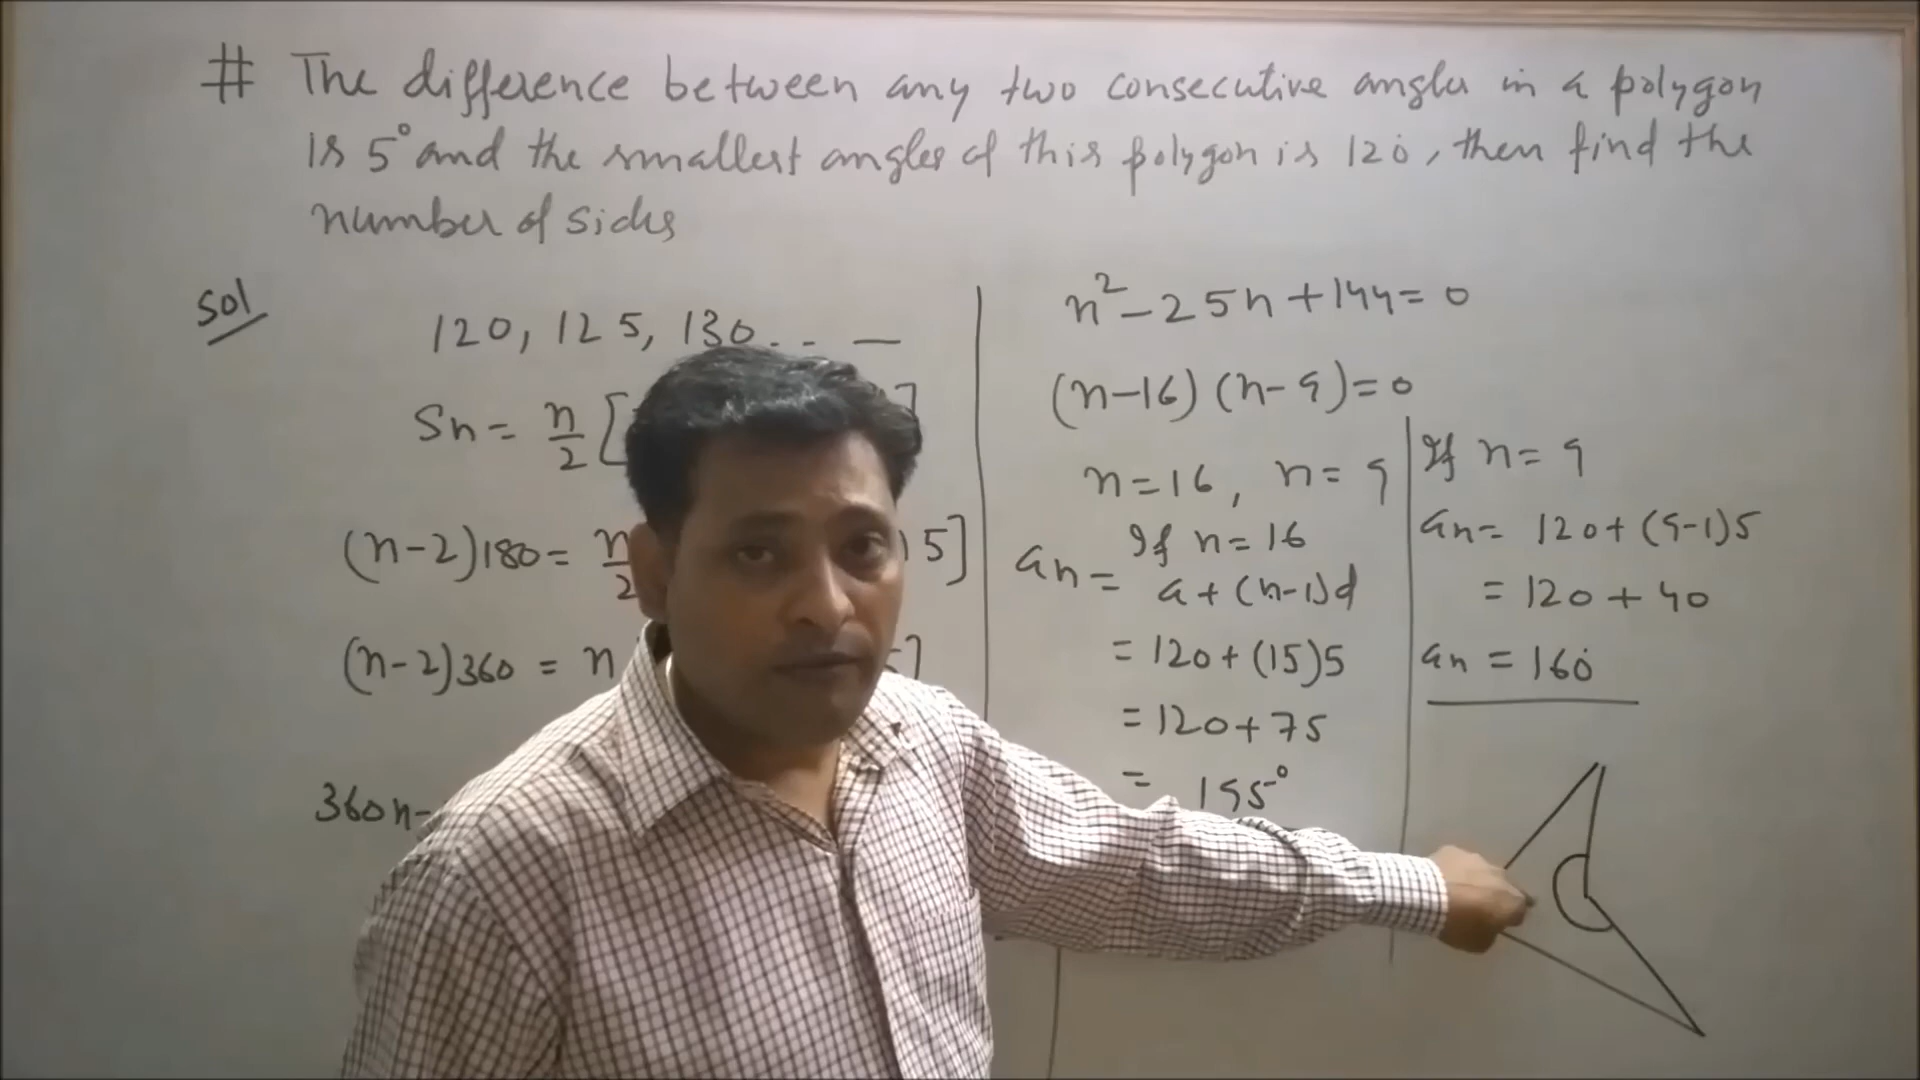 # The difference between any two consecutive angles in a polygon
is 5° and the smallest angles of this polygon is 120°, then find the
number of sides
Sol
120, 125, 130 . . . —
Sn = n/2 [
(n-2)180 = n/2 5]
(n-2)360 = n ]
360n-
n² - 25n + 144 = 0
(n-16) (n-9) = 0
n = 16, n = 9
If n = 16
an = a + (n-1)d
= 120 + (15)5
= 120 + 75
= 195°
If n = 9
an = 120 + (9-1)5
= 120 + 40
an = 160°